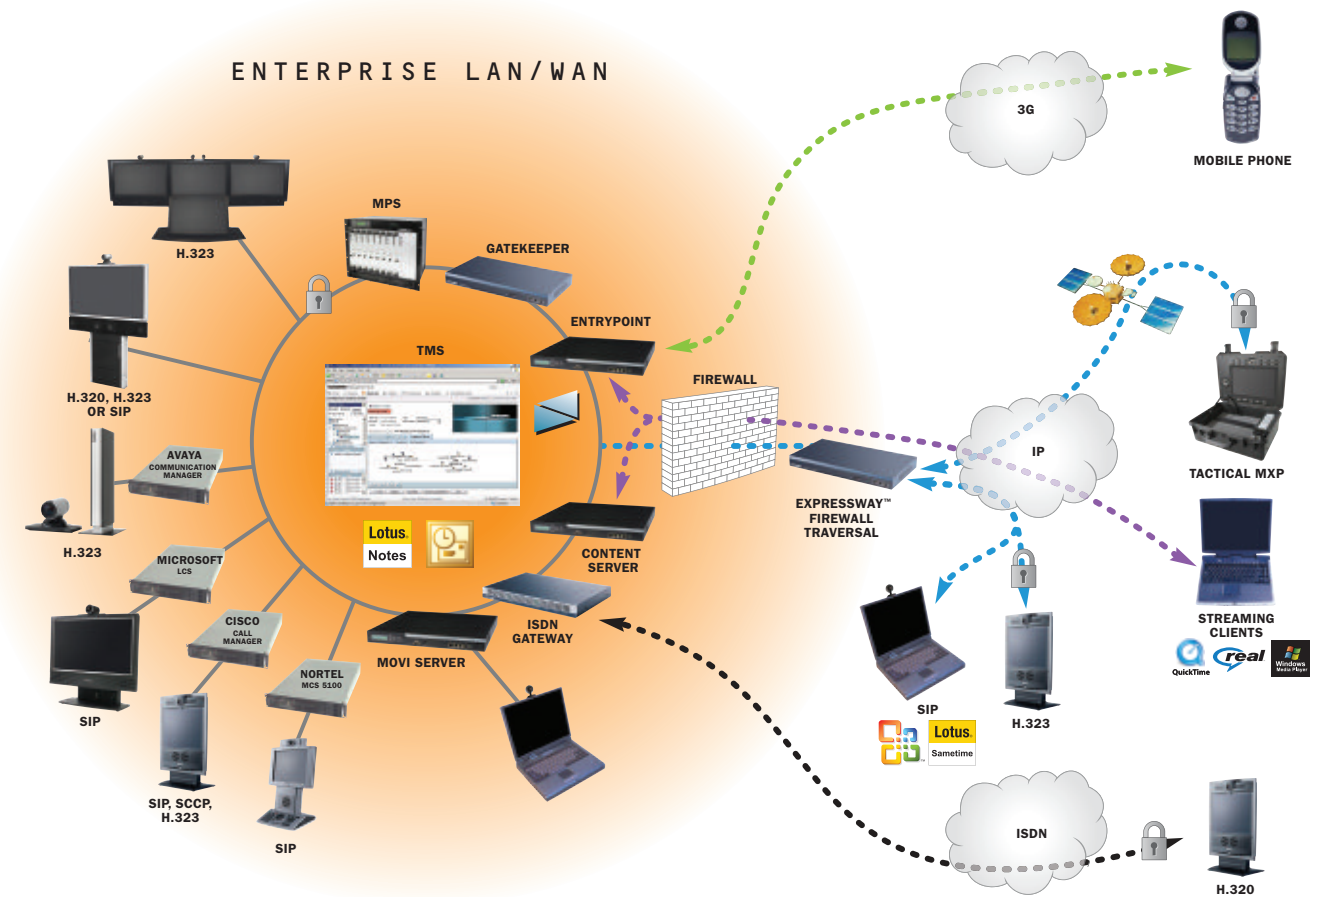 ENTERPRISE LAN/WAN
3G
MOBILE PHONE
H.323
MPS
GATEKEEPER
ENTRYPOINT
TMS
FIREWALL
H.320, H.323
OR SIP
AVAYA
COMMUNICATION
MANAGER
H.323
IP
TACTICAL MXP
EXPRESSWAY™
FIREWALL
TRAVERSAL
Lotus.
Notes
CONTENT
SERVER
MICROSOFT
LCS
CISCO
CALL
MANAGER
ISDN
GATEWAY
MOVI SERVER
NORTEL
MCS 5100
STREAMING
CLIENTS
QuickTime
real
Windows
Media Player
SIP
SIP
H.323
Lotus.
Sametime
SIP, SCCP,
H.323
SIP
ISDN
H.320